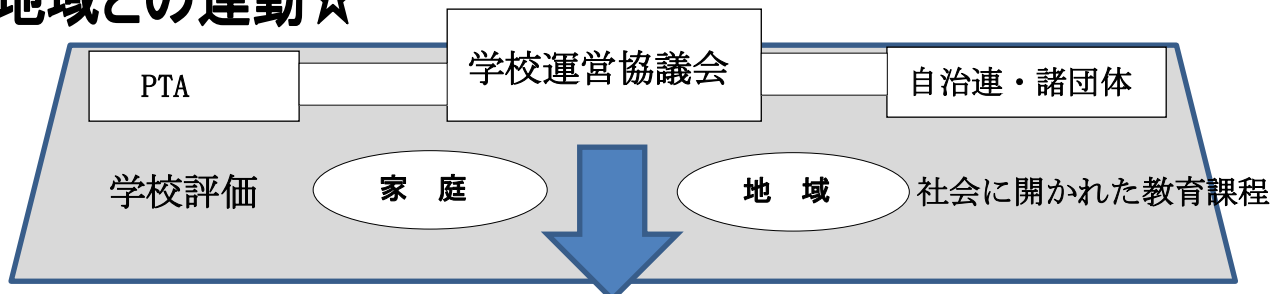 地域との連動☆
PTA
学校運営協議会
自治連・諸団体
学校評価
家　庭
地　域
社会に開かれた教育課程